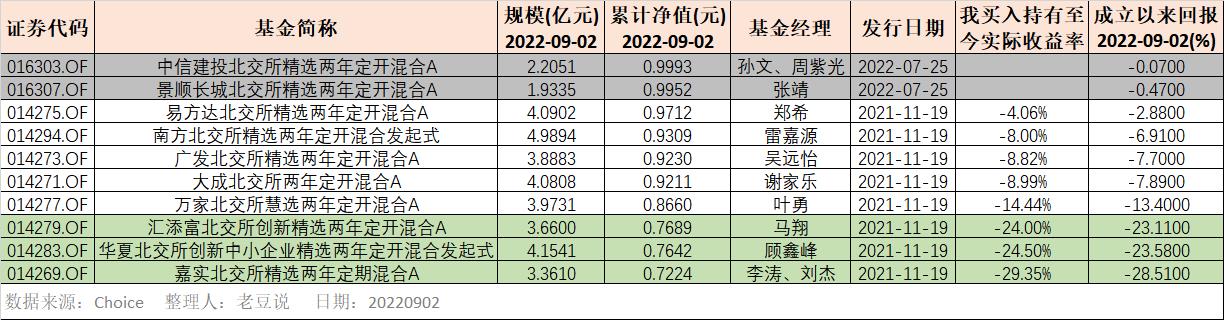 证券代码 基金简称 规模(亿元) 2022-09-02 累计净值(元) 2022-09-02 基金经理 发行日期 我买入持有至今实际收益率 成立以来回报 2022-09-02(%)
016303.OF 中信建投北交所精选两年定开混合A 2.2051 0.9993 孙文、周紫光 2022-07-25 -0.0700
016307.OF 景顺长城北交所精选两年定开混合A 1.9335 0.9952 张靖 2022-07-25 -0.4700
014275.OF 易方达北交所精选两年定开混合A 4.0902 0.9712 郑希 2021-11-19 -4.06% -2.8800
014294.OF 南方北交所精选两年定开混合发起式 4.9894 0.9309 雷嘉源 2021-11-19 -8.00% -6.9100
014273.OF 广发北交所精选两年定开混合A 3.8883 0.9230 吴远怡 2021-11-19 -8.82% -7.7000
014271.OF 大成北交所两年定开混合A 4.0808 0.9211 谢家乐 2021-11-19 -8.99% -7.8900
014277.OF 万家北交所慧选两年定开混合A 3.9731 0.8660 叶勇 2021-11-19 -14.44% -13.4000
014279.OF 汇添富北交所创新精选两年定开混合A 3.6600 0.7689 马翔 2021-11-19 -24.00% -23.1100
014283.OF 华夏北交所创新中小企业精选两年定开混合发起式 4.1541 0.7642 顾鑫峰 2021-11-19 -24.50% -23.5800
014269.OF 嘉实北交所精选两年定期混合A 3.3610 0.7224 李涛、刘杰 2021-11-19 -29.35% -28.5100
数据来源：Choice 整理人：老豆说 日期：20220902